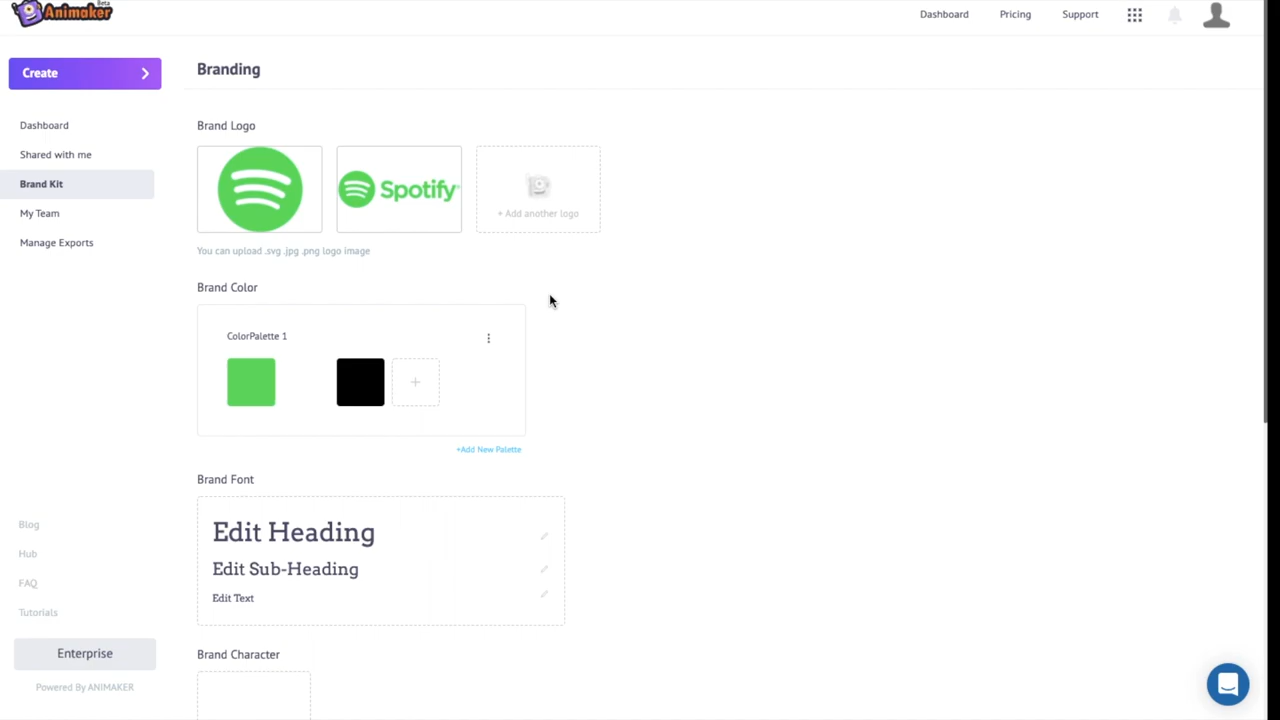 Animaker
Beta
Dashboard
Pricing
Support
Create
Dashboard
Shared with me
Brand Kit
My Team
Manage Exports
Blog
Hub
FAQ
Tutorials
Enterprise
Powered By ANIMAKER
Branding
Brand Logo
Spotify
+ Add another logo
You can upload .svg .jpg .png logo image
Brand Color
ColorPalette 1
+Add New Palette
Brand Font
Edit Heading
Edit Sub-Heading
Edit Text
Brand Character